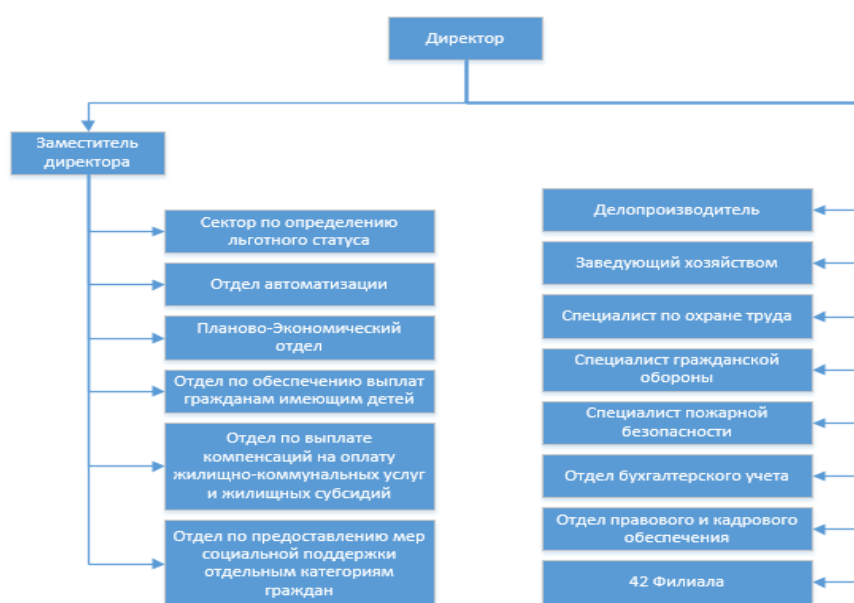 Директор
Заместитель
директора
Сектор по определению
льготного статуса
Отдел автоматизации
Планово-Экономический
отдел
Отдел по обеспечению выплат
гражданам имеющим детей
Отдел по выплате
компенсаций на оплату
жилищно-коммунальных услуг
и жилищных субсидий
Отдел по предоставлению мер
социальной поддержки
отдельным категориям
граждан
Делопроизводитель
Заведующий хозяйством
Специалист по охране труда
Специалист гражданской
обороны
Специалист пожарной
безопасности
Отдел бухгалтерского учета
Отдел правового и кадрового
обеспечения
42 Филиала